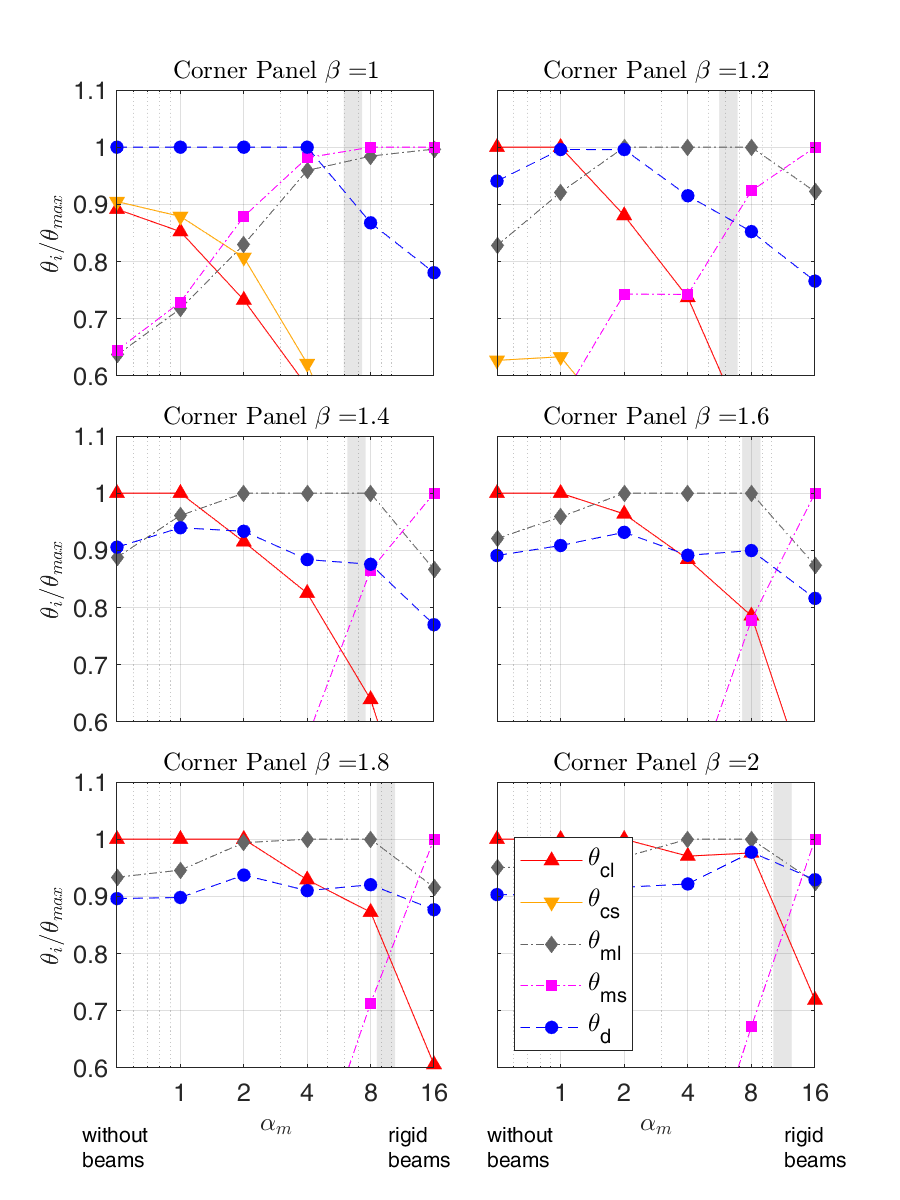 Corner Panel β =1
Corner Panel β =1.2
1.1
1
0.9
0.8
0.7
0.6
θi/θmax
Corner Panel β =1.4
Corner Panel β =1.6
1.1
1
0.9
0.8
0.7
0.6
θi/θmax
Corner Panel β =1.8
Corner Panel β =2
1.1
1
0.9
0.8
0.7
0.6
θi/θmax
θcl
θcs
θml
θms
θd
1 2 4 8 16
1 2 4 8 16
αm
αm
without
beams
rigid
beams
without
beams
rigid
beams